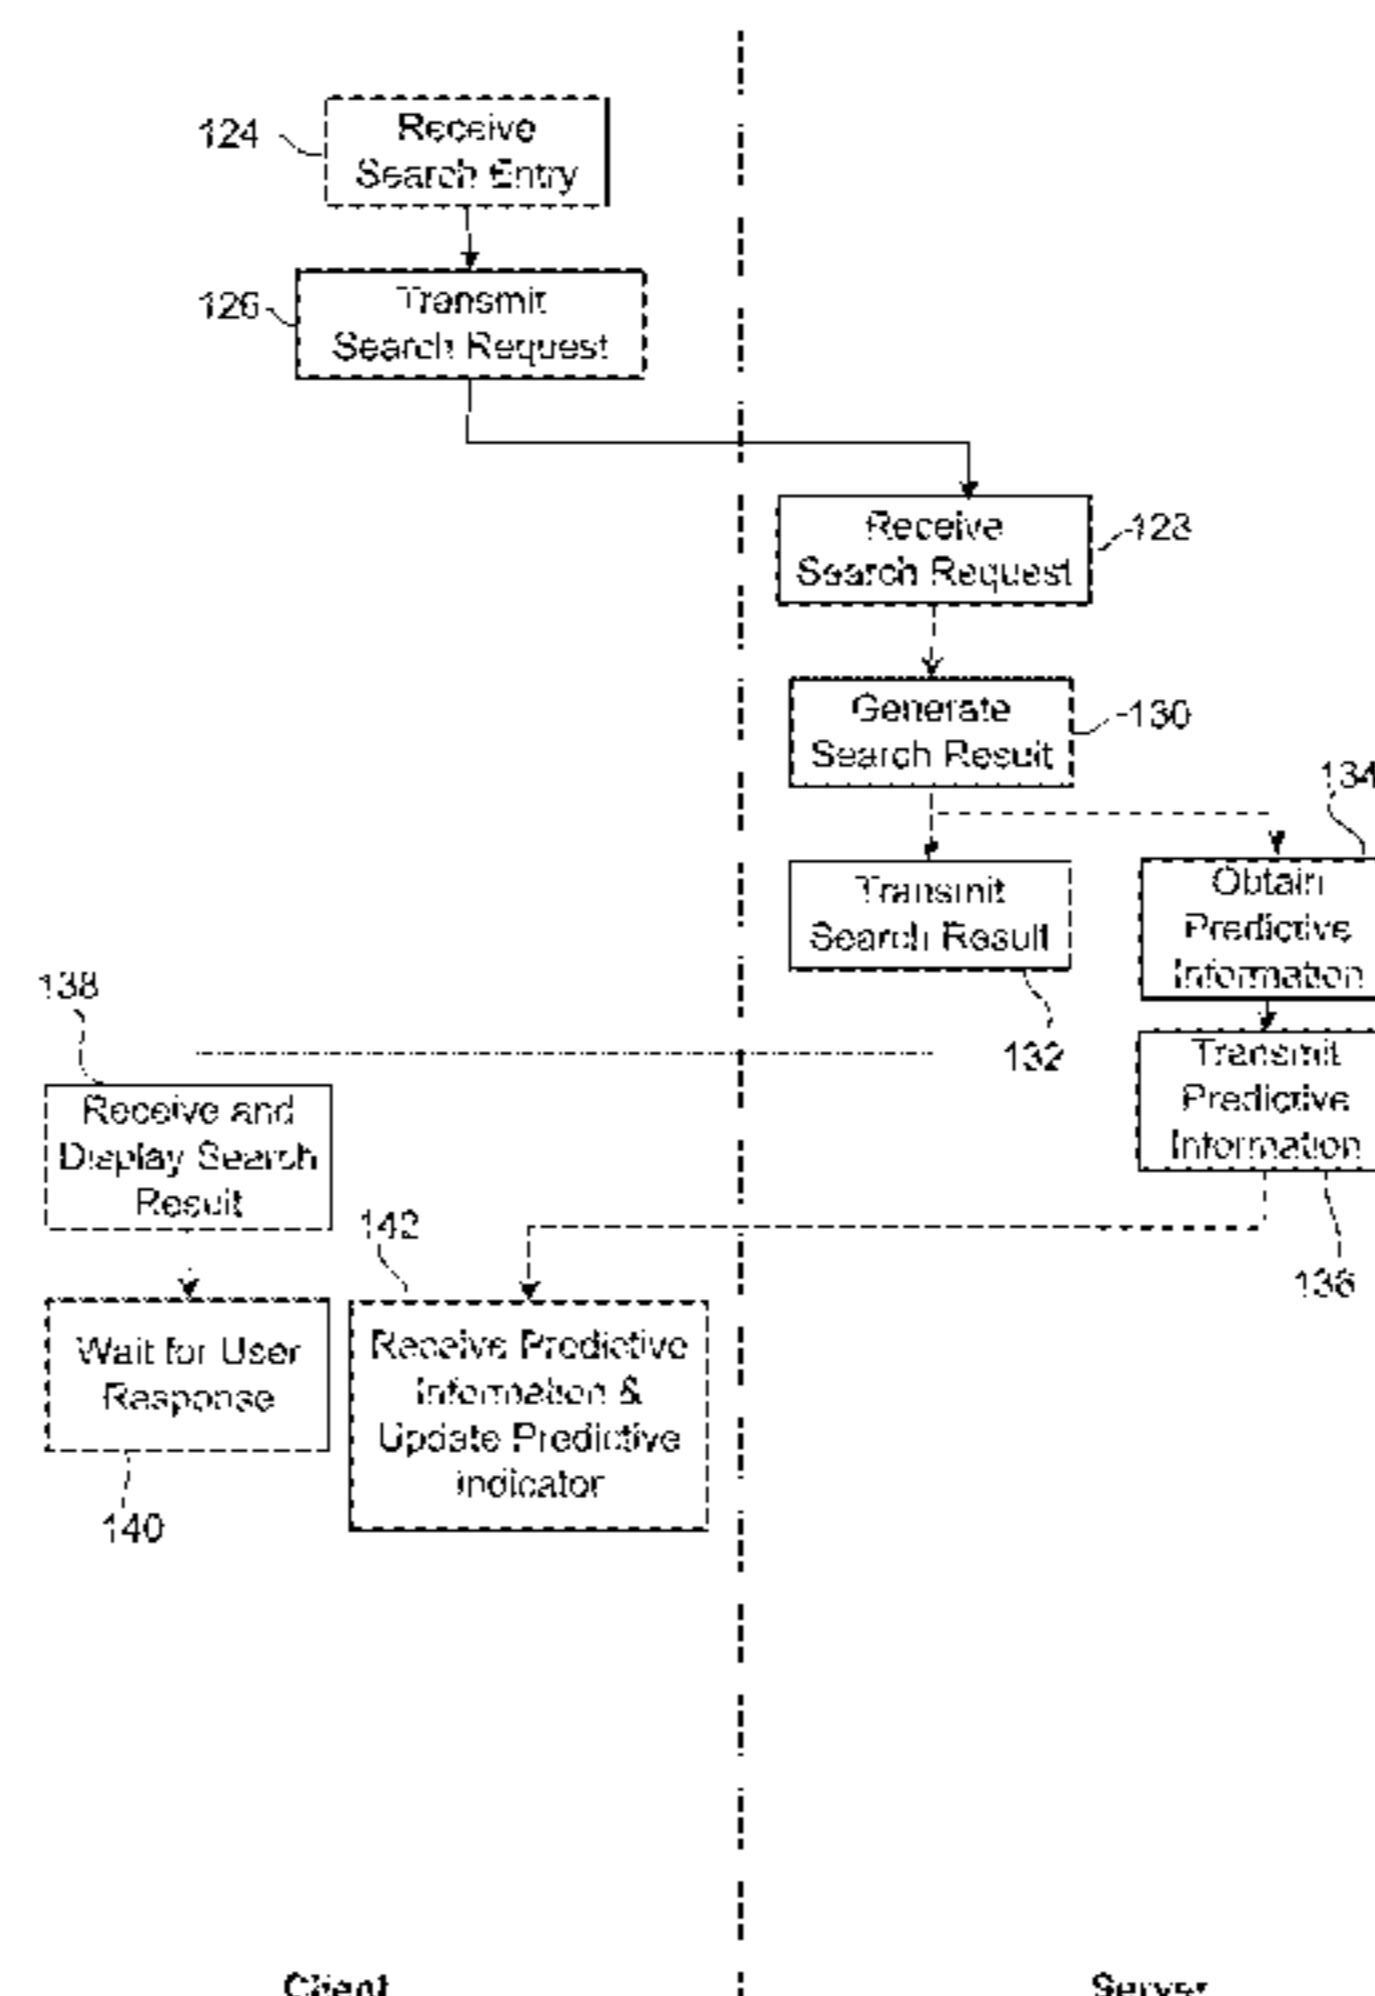 124
Receive
Search Entry
126
Transmit
Search Request
Receive
Search Request
128
Generate
Search Result
130
134
Transmit
Search Result
132
Obtain
Predictive
Information
Transmit
Predictive
Information
136
138
Receive and
Display Search
Result
142
Wait for User
Response
140
Receive Predictive
Information &
Update Predictive
Indicator
Client
Server